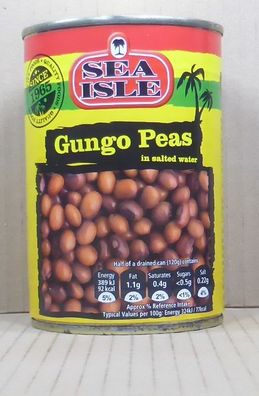 SEA
ISLE
QUALITY
SINCE
1965
Gungo Peas
in salted water
Half of a drained can (120g) contains
Energy Fat Saturates Sugars Salt
389 kJ
92 kcal 1.1g 0.4g <0.5g 0.22g
5% 2% 2% <1% 4%
Approx % Reference Intake
Typical Values per 100g: Energy 324kJ / 77kcal